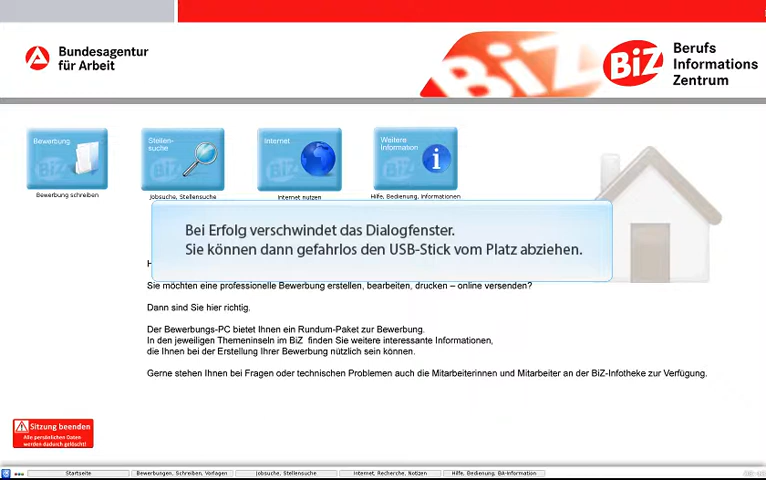 Bundesagentur
für Arbeit
BiZ
BiZ
Berufs
Informations
Zentrum
Bewerbung
Stellen-
suche
Internet
Weitere
Information
Bewerbung schreiben
Jobsuche, Stellensuche
Internet nutzen
Hilfe, Bedienung, Informationen
Bei Erfolg verschwindet das Dialogfenster.
Sie können dann gefahrlos den USB-Stick vom Platz abziehen.
H
Sie möchten eine professionelle Bewerbung erstellen, bearbeiten, drucken – online versenden?
Dann sind Sie hier richtig.
Der Bewerbungs-PC bietet Ihnen ein Rundum-Paket zur Bewerbung.
In den jeweiligen Themeninseln im BiZ finden Sie weitere interessante Informationen,
die Ihnen bei der Erstellung Ihrer Bewerbung nützlich sein können.
Gerne stehen Ihnen bei Fragen oder technischen Problemen auch die Mitarbeiterinnen und Mitarbeiter an der BiZ-Infotheke zur Verfügung.
Sitzung beenden
Alle persönlichen Daten
werden dadurch gelöscht!
Startseite
Bewerbungen, Schreiben, Vorlagen
Jobsuche, Stellensuche
Internet, Recherche, Notizen
Hilfe, Bedienung, BA-Information